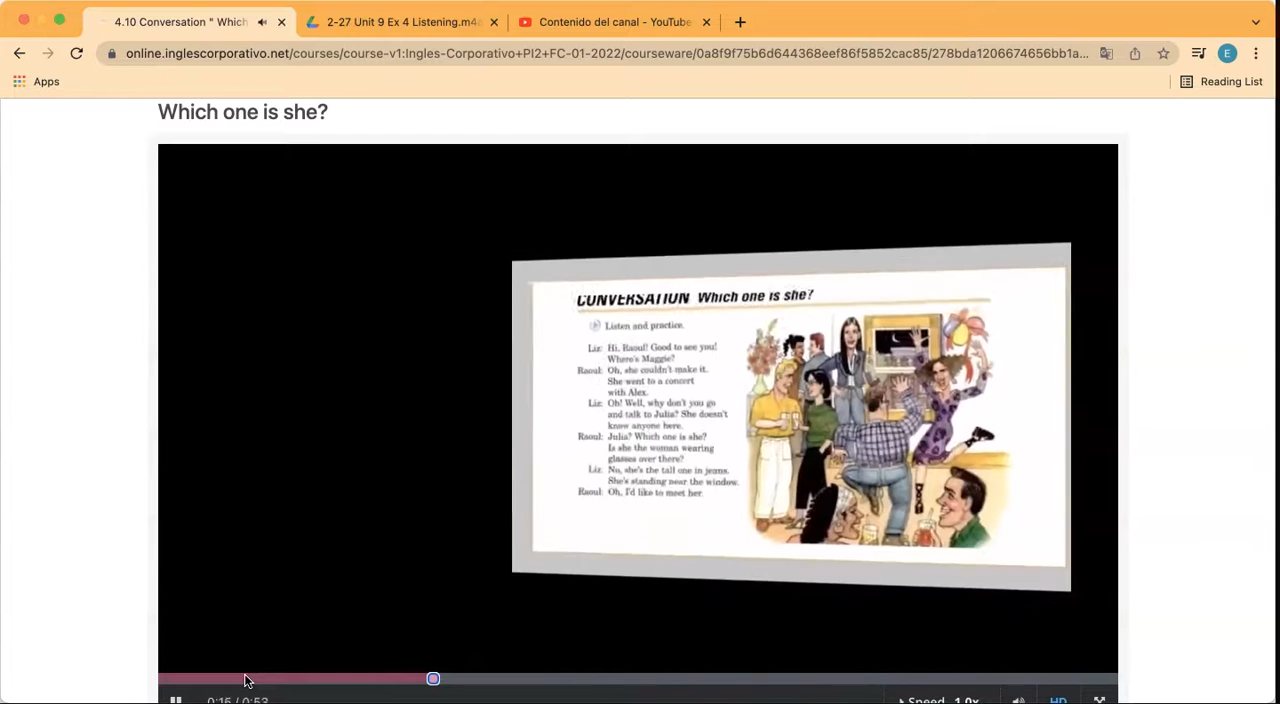 4.10 Conversation " Which
2-27 Unit 9 Ex 4 Listening.m4a
Contenido del canal - YouTube
online.inglescorporativo.net/courses/course-v1:Ingles-Corporativo+PI2+FC-01-2022/courseware/0a8f9f75b6d644368eef86f5852cac85/278bda1206674656bb1a...
E
Apps
Reading List
Which one is she?
CONVERSATION Which one is she?
Listen and practice.
Liz: Hi, Raoul! Good to see you!
Where's Maggie?
Raoul: Oh, she couldn't make it.
She went to a concert
with Alex.
Liz: Oh! Well, why don't you go
and talk to Julia? She doesn't
know anyone here.
Raoul: Julia? Which one is she?
Is she the woman wearing
glasses over there?
Liz: No, she's the tall one in jeans.
She's standing near the window.
Raoul: Oh, I'd like to meet her.
0:15 / 0:53
Speed 1.0x
HD